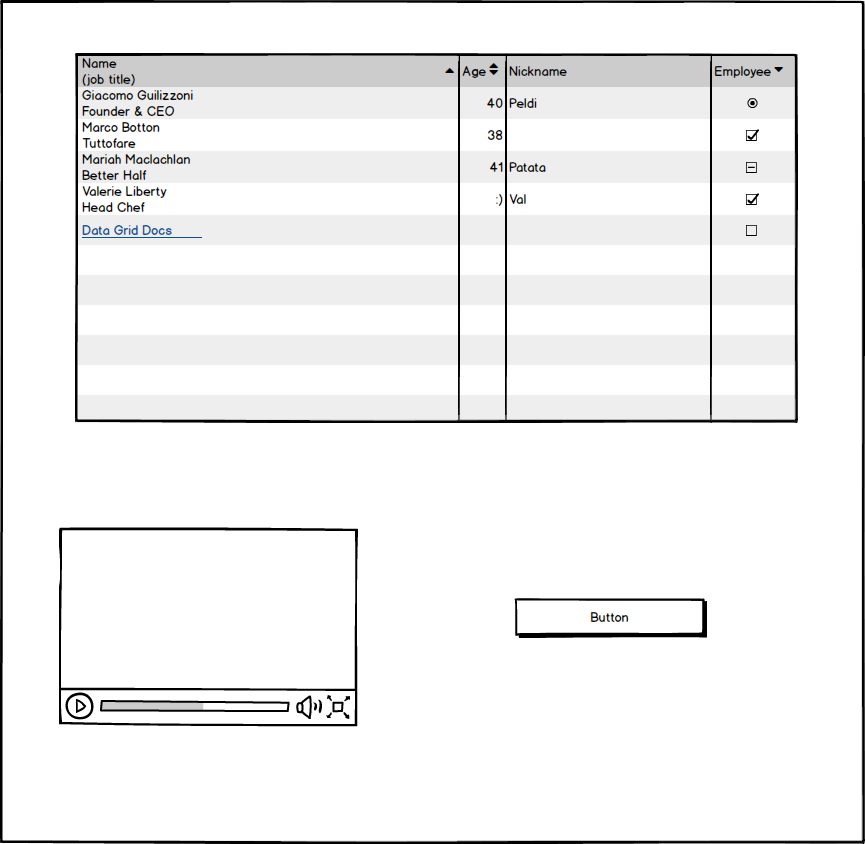 Name
(job title)
Age
Nickname
Employee
Giacomo Guilizzoni
Founder & CEO
40
Peldi
Marco Botton
Tuttofare
38
Mariah Maclachlan
Better Half
41
Patata
Valerie Liberty
Head Chef
:)
Val
Data Grid Docs
Button